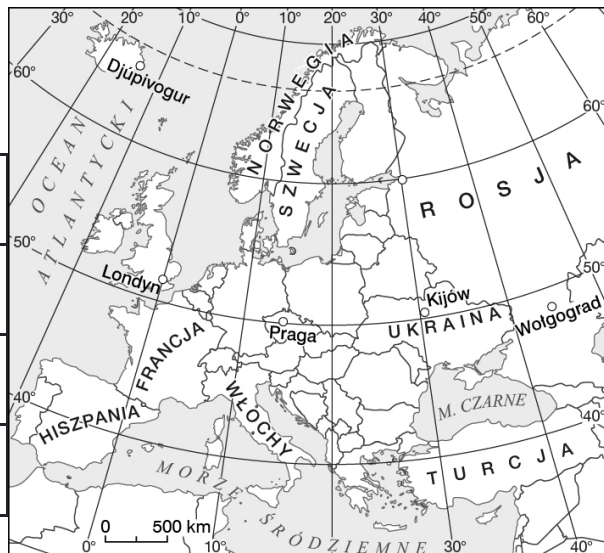 30° 20° 10° 0° 10° 20° 30° 40° 50° 60° 70°
60°
Djúpivogur
OCEAN
ATLANTYCKI
NORWEGIA
SZWECJA
60°
ROSJA
50°
Londyn
50°
Kijów
Praga
UKRAINA
Wołgograd
FRANCJA
40°
HISZPANIA
WŁOCHY
M. CZARNE
40°
TURCJA
MORZE ŚRÓDZIEMNE
0 500 km
0° 10° 20° 30° 40°